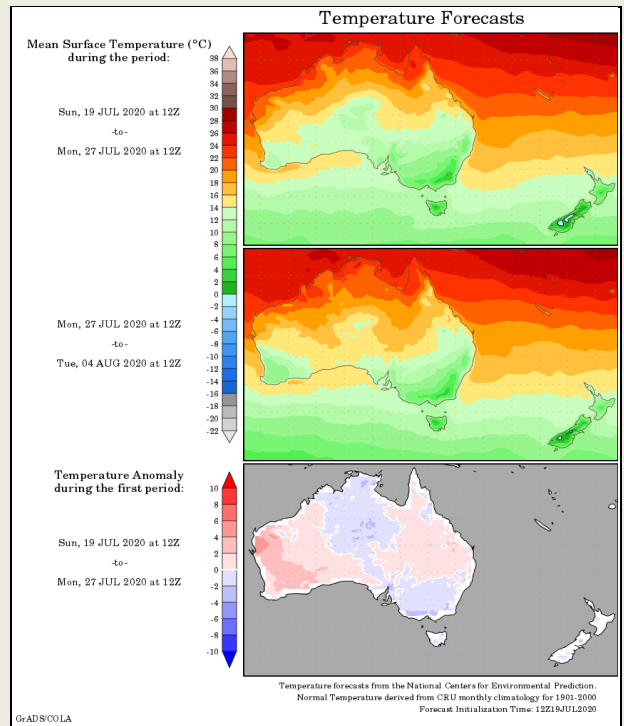 Temperature Forecasts
Mean Surface Temperature (°C)
during the period:
38
36
34
32
30
28
26
24
22
20
18
16
14
12
10
8
6
4
2
0
-2
-4
-6
-8
-10
-12
-14
-16
-18
-20
-22
Sun, 19 JUL 2020 at 12Z
-to-
Mon, 27 JUL 2020 at 12Z
Mon, 27 JUL 2020 at 12Z
-to-
Tue, 04 AUG 2020 at 12Z
Temperature Anomaly
during the first period:
10
8
6
4
2
0
-2
-4
-6
-8
-10
Sun, 19 JUL 2020 at 12Z
-to-
Mon, 27 JUL 2020 at 12Z
Temperature forecasts from the National Centers for Environmental Prediction.
Normal Temperature derived from CRU monthly climatology for 1901-2000
Forecast Initialization Time: 12Z19JUL2020
GrADS/COLA